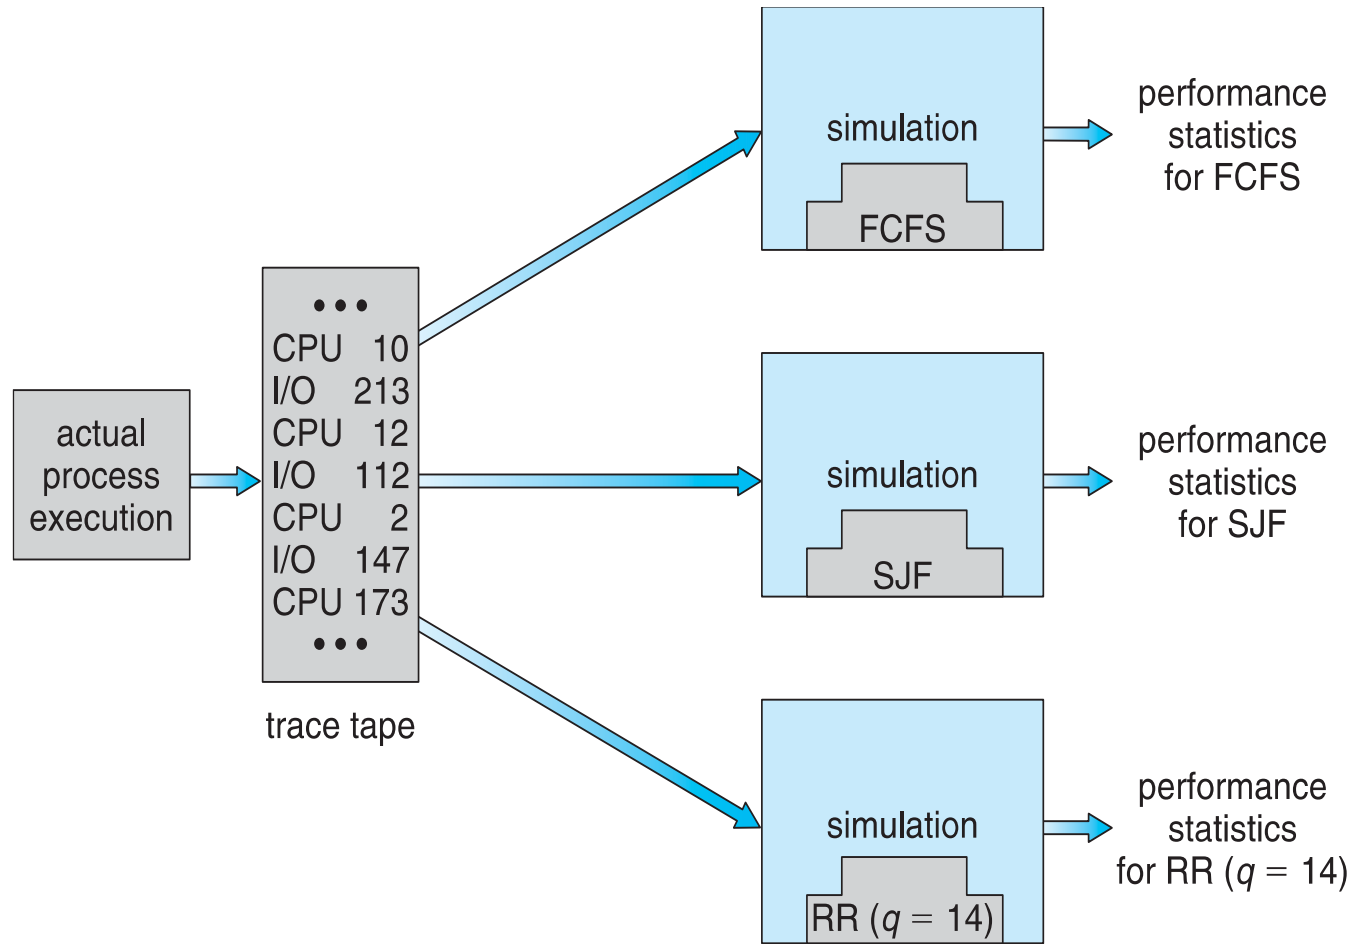 actual
process
execution
• • •
CPU 10
I/O 213
CPU 12
I/O 112
CPU 2
I/O 147
CPU 173
• • •
trace tape
simulation
FCFS
performance
statistics
for FCFS
simulation
SJF
performance
statistics
for SJF
simulation
RR (q = 14)
performance
statistics
for RR (q = 14)